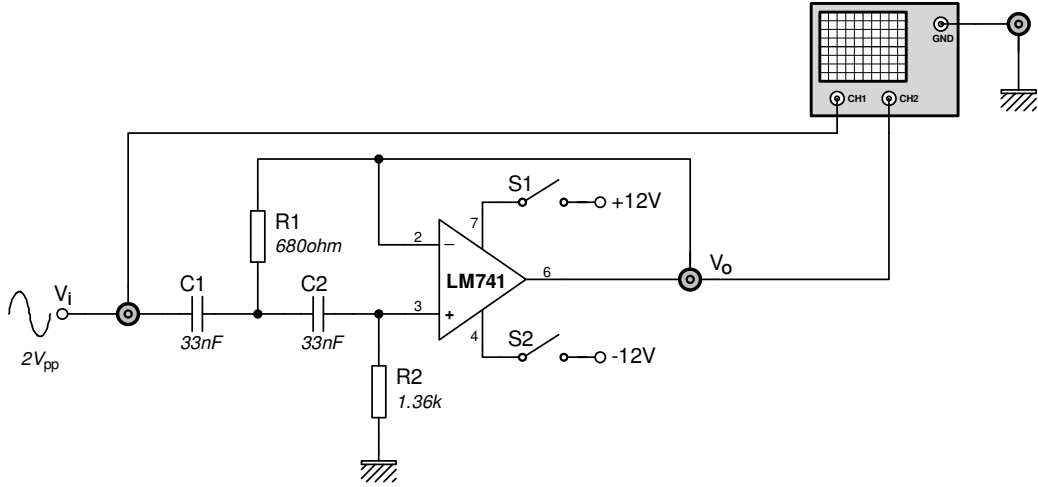 GND
CH1 CH2
S1
+12V
7
R1
680ohm
2
–
LM741
6
Vo
C1
33nF
C2
33nF
3
+
4
S2
-12V
Vi
2Vpp
R2
1.36k